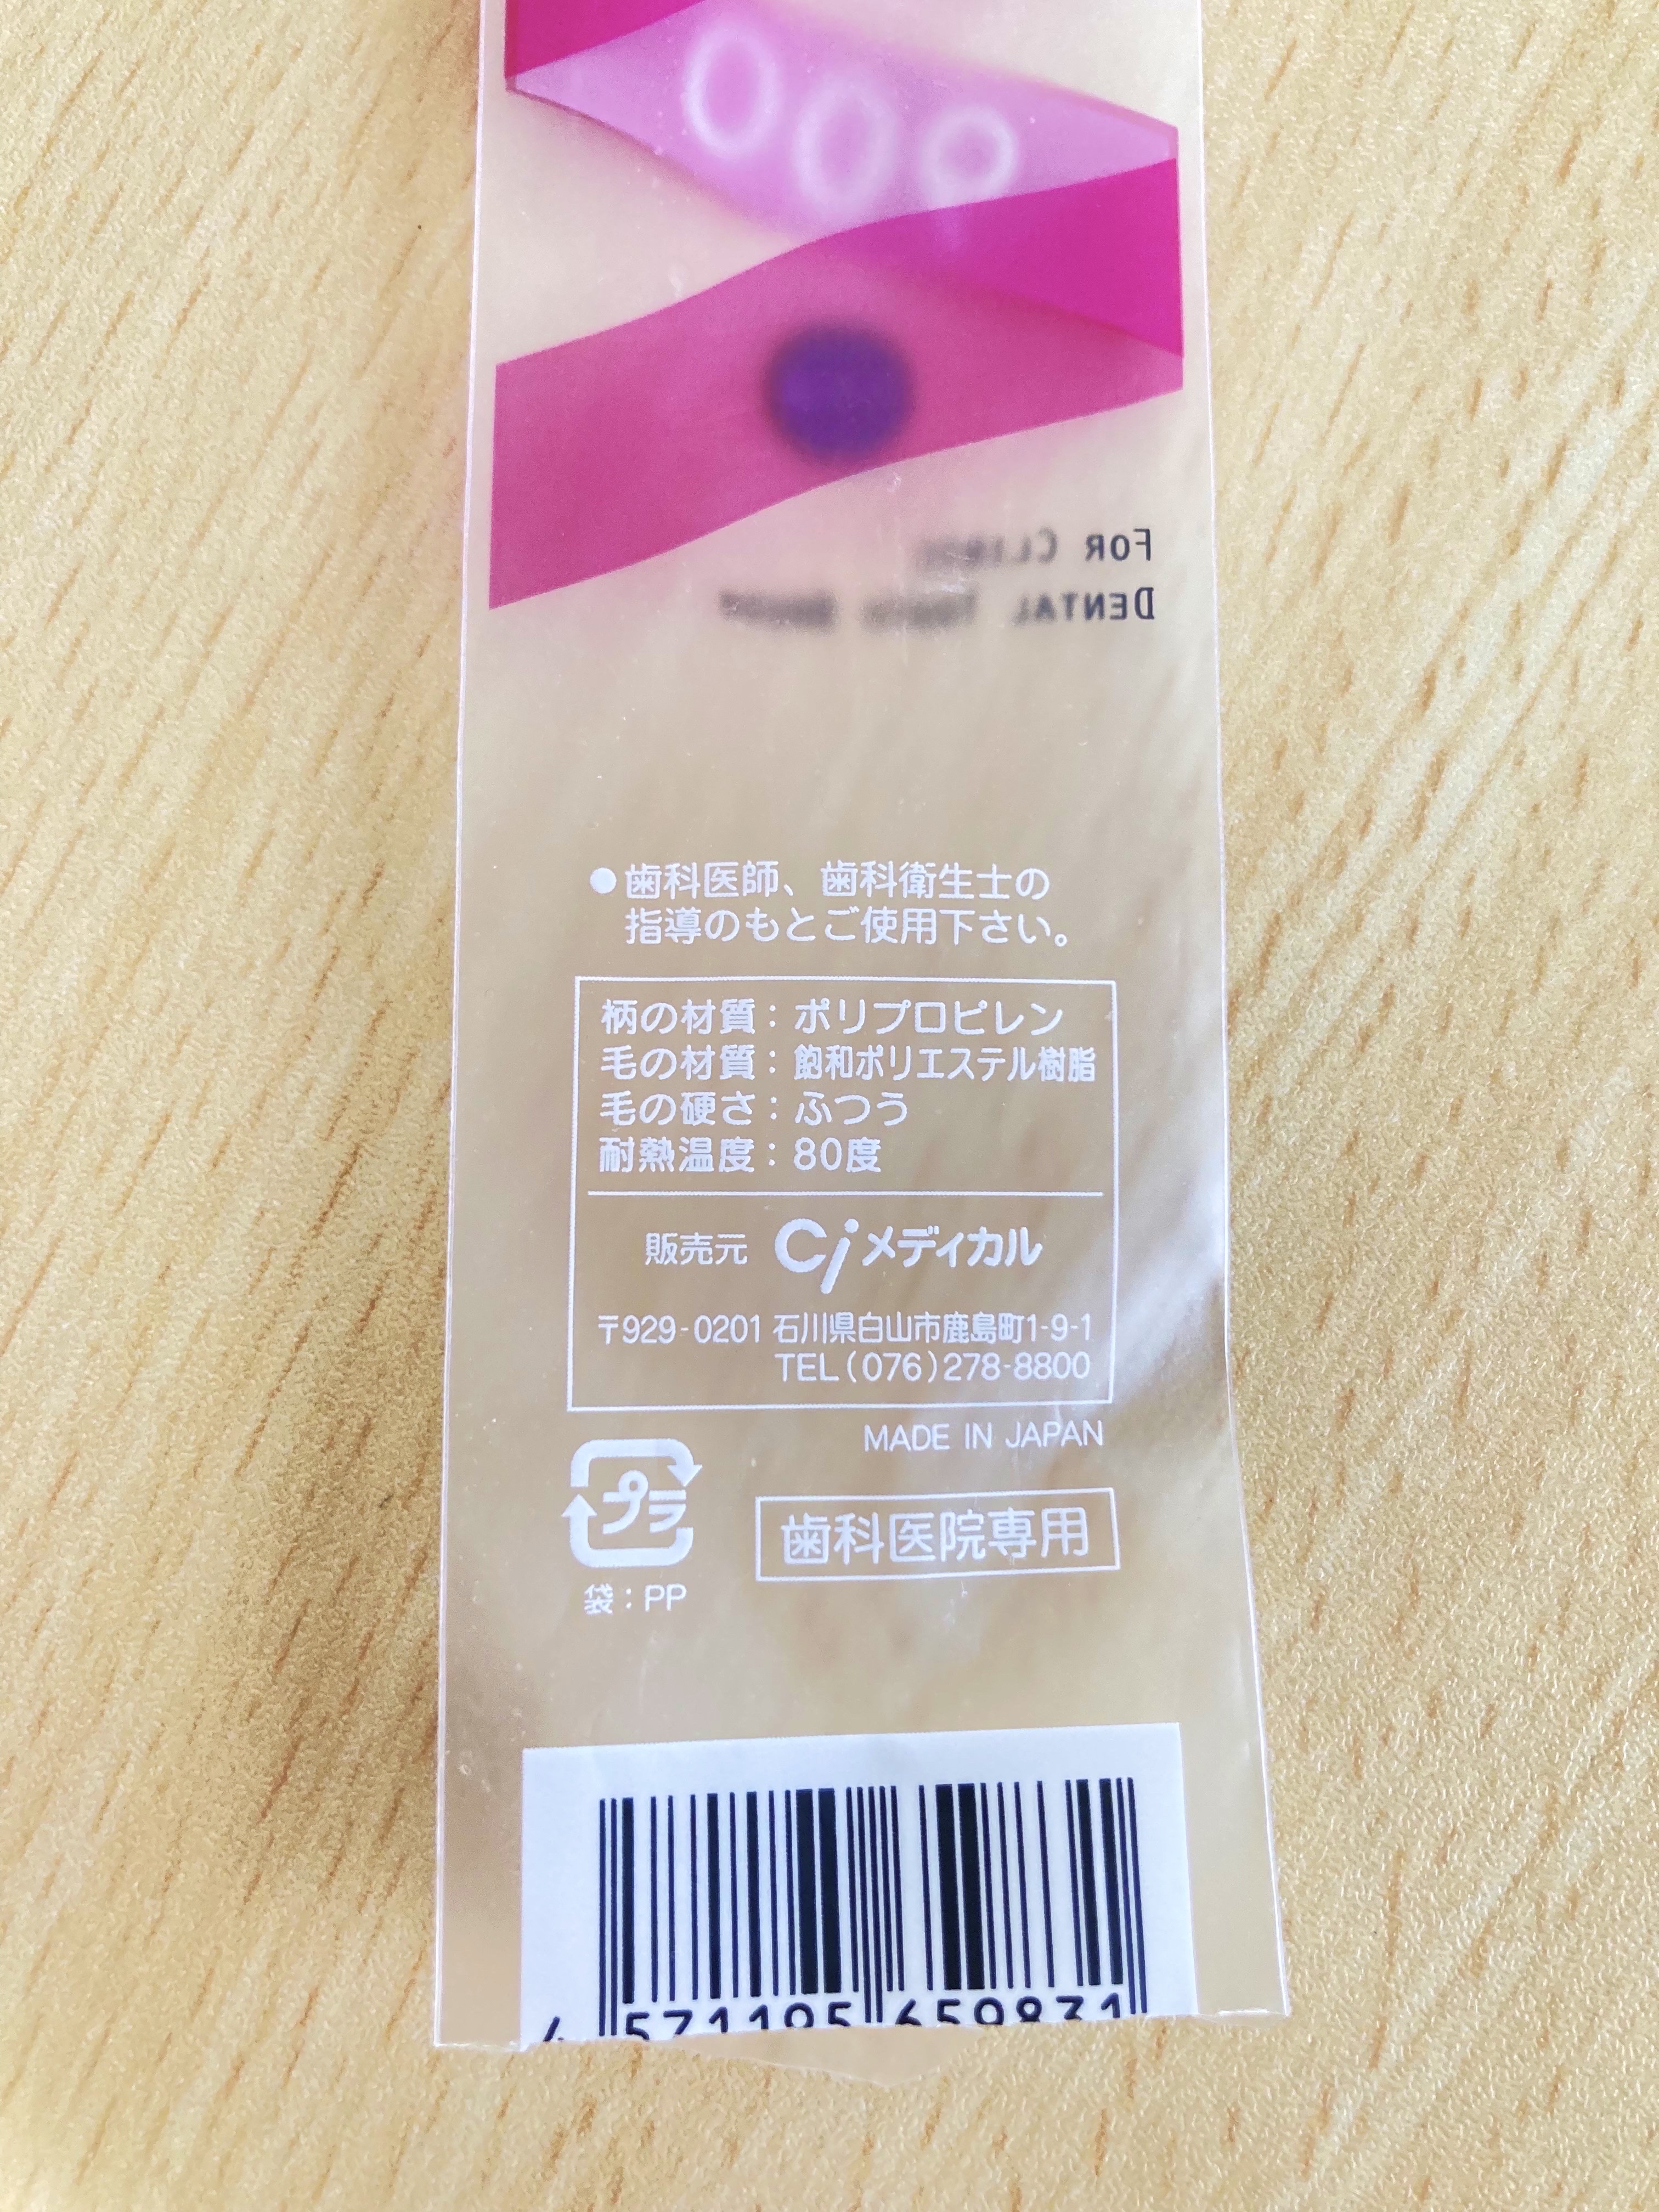 FOR
DENTAL
●歯科医師、歯科衛生士の
指導のもとご使用下さい。
柄の材質：ポリプロピレン
毛の材質：飽和ポリエステル樹脂
毛の硬さ：ふつう
耐熱温度：80度
販売元 Ciメディカル
〒929-0201 石川県白山市鹿島町1-9-1
TEL(076)278-8800
MADE IN JAPAN
プラ
歯科医院専用
袋：PP
4 571195 659831